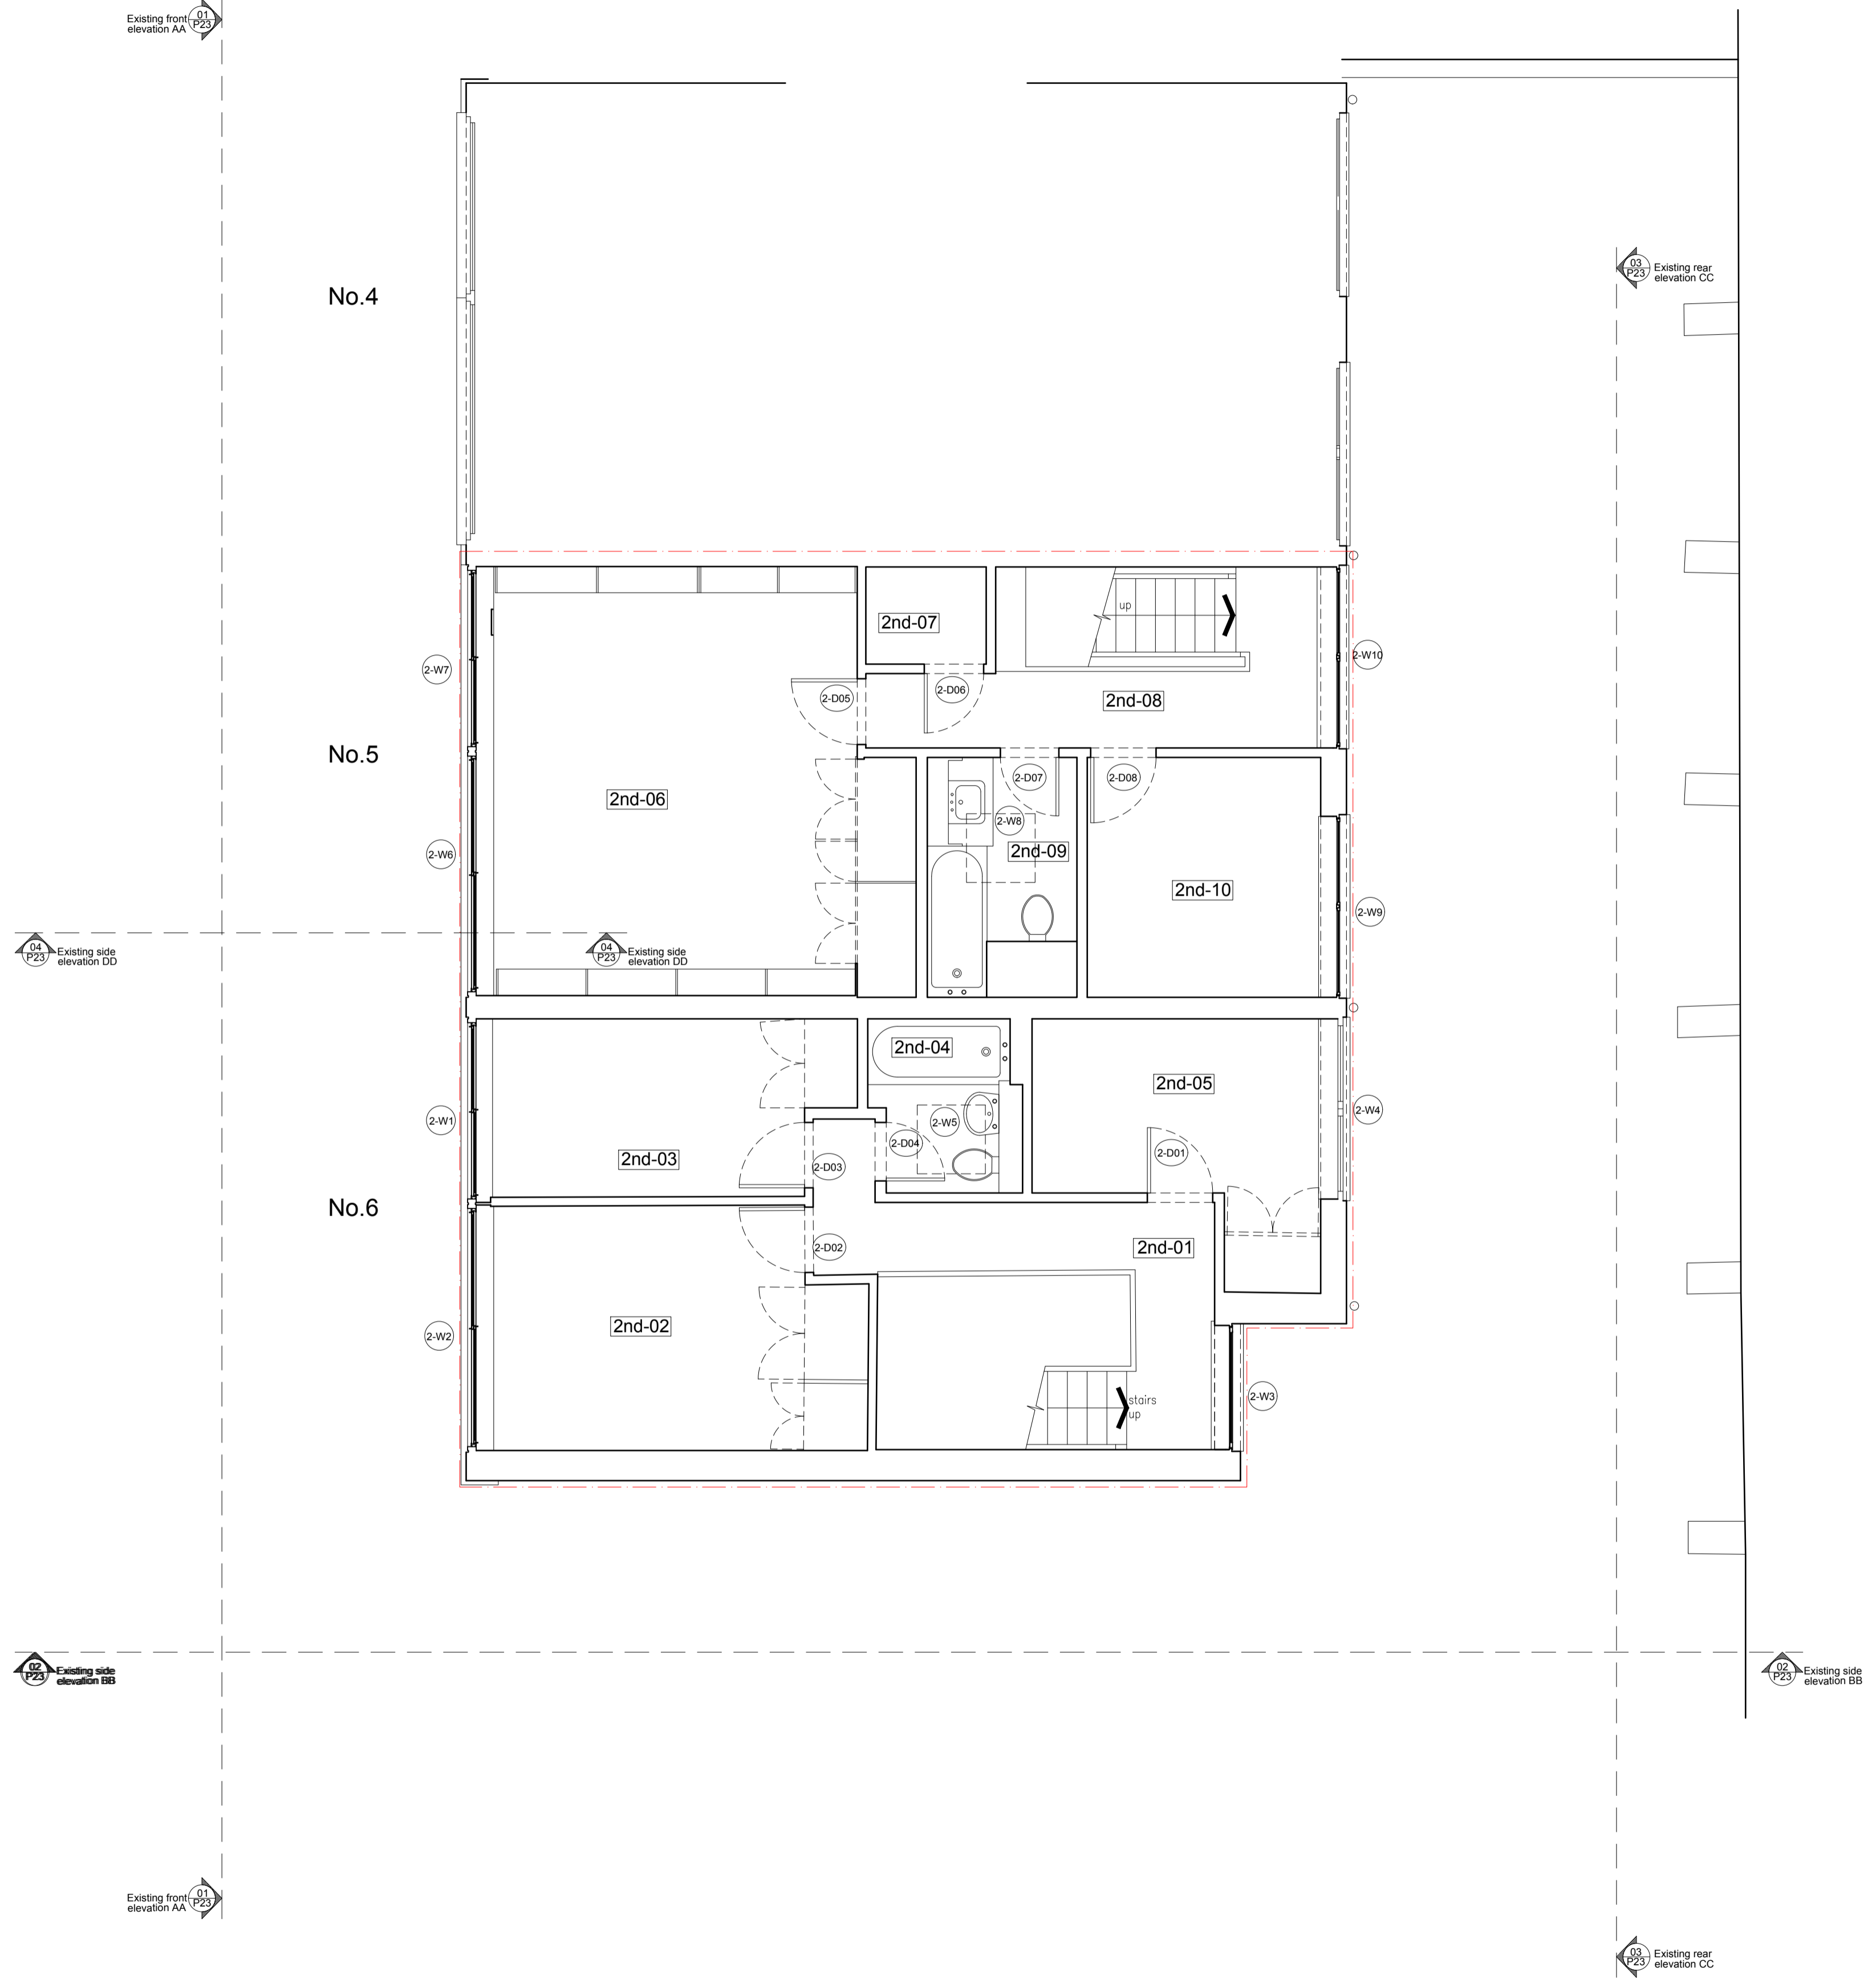 Existing front
elevation AA
01
P23
No.4
03
P23
Existing rear
elevation CC
up
2nd-07
2-W7
2-D05
2-D06
2nd-08
2-W10
No.5
2nd-06
2-D07
2-D08
2-W8
2nd-09
2-W6
2nd-10
2-W9
04
P23
Existing side
elevation DD
04
P23
Existing side
elevation DD
2nd-04
2nd-05
2-W1
2-W5
2-W4
2-D04
2nd-03
2-D03
2-D01
No.6
2-D02
2nd-01
2nd-02
2-W2
stairs
up
2-W3
02
P23
Existing side
elevation BB
02
P23
Existing side
elevation BB
Existing front
elevation AA
01
P23
03
P23
Existing rear
elevation CC